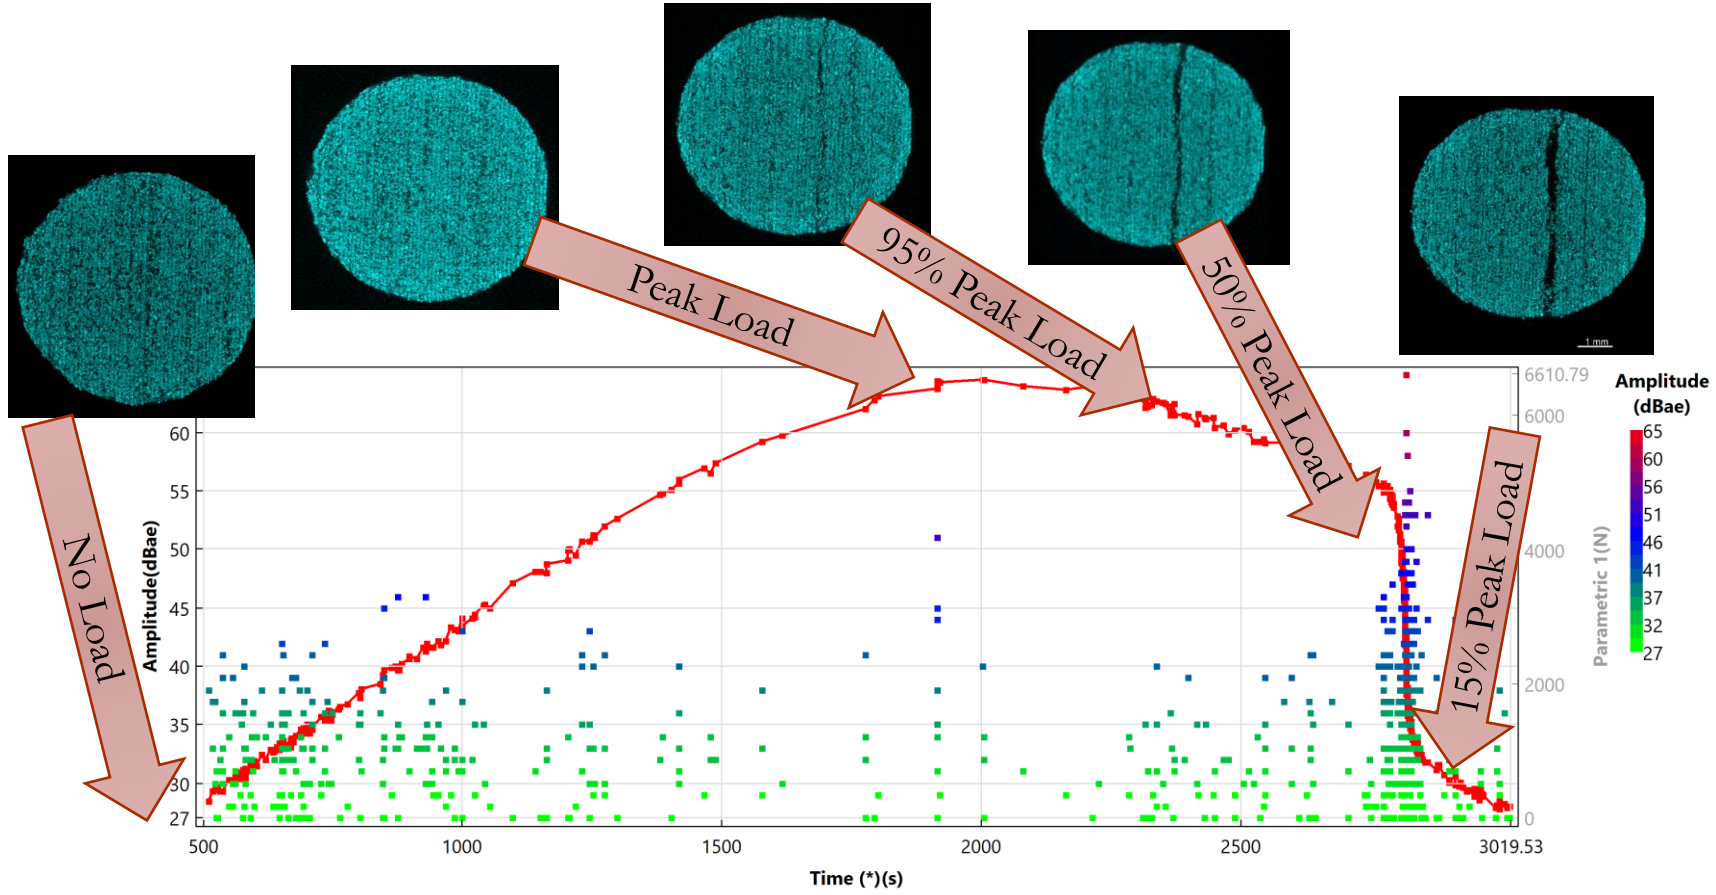 1 mm
Peak Load
95% Peak Load
50% Peak Load
15% Peak Load
No Load
Amplitude(dBae)
60
55
50
45
40
35
30
27
500
1000
1500
2000
2500
3019.53
Time (*)(s)
6610.79
6000
4000
2000
0
Parametric 1(N)
Amplitude
(dBae)
65
60
56
51
46
41
37
32
27